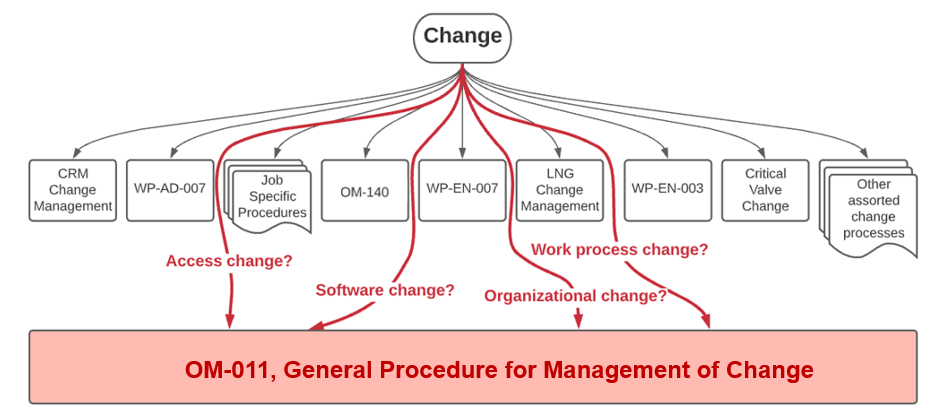 Change
CRM
Change
Management
WP-AD-007
Job
Specific
Procedures
OM-140
WP-EN-007
LNG
Change
Management
WP-EN-003
Critical
Valve
Change
Other
assorted
change
processes
Access change?
Software change?
Organizational change?
Work process change?
OM-011, General Procedure for Management of Change